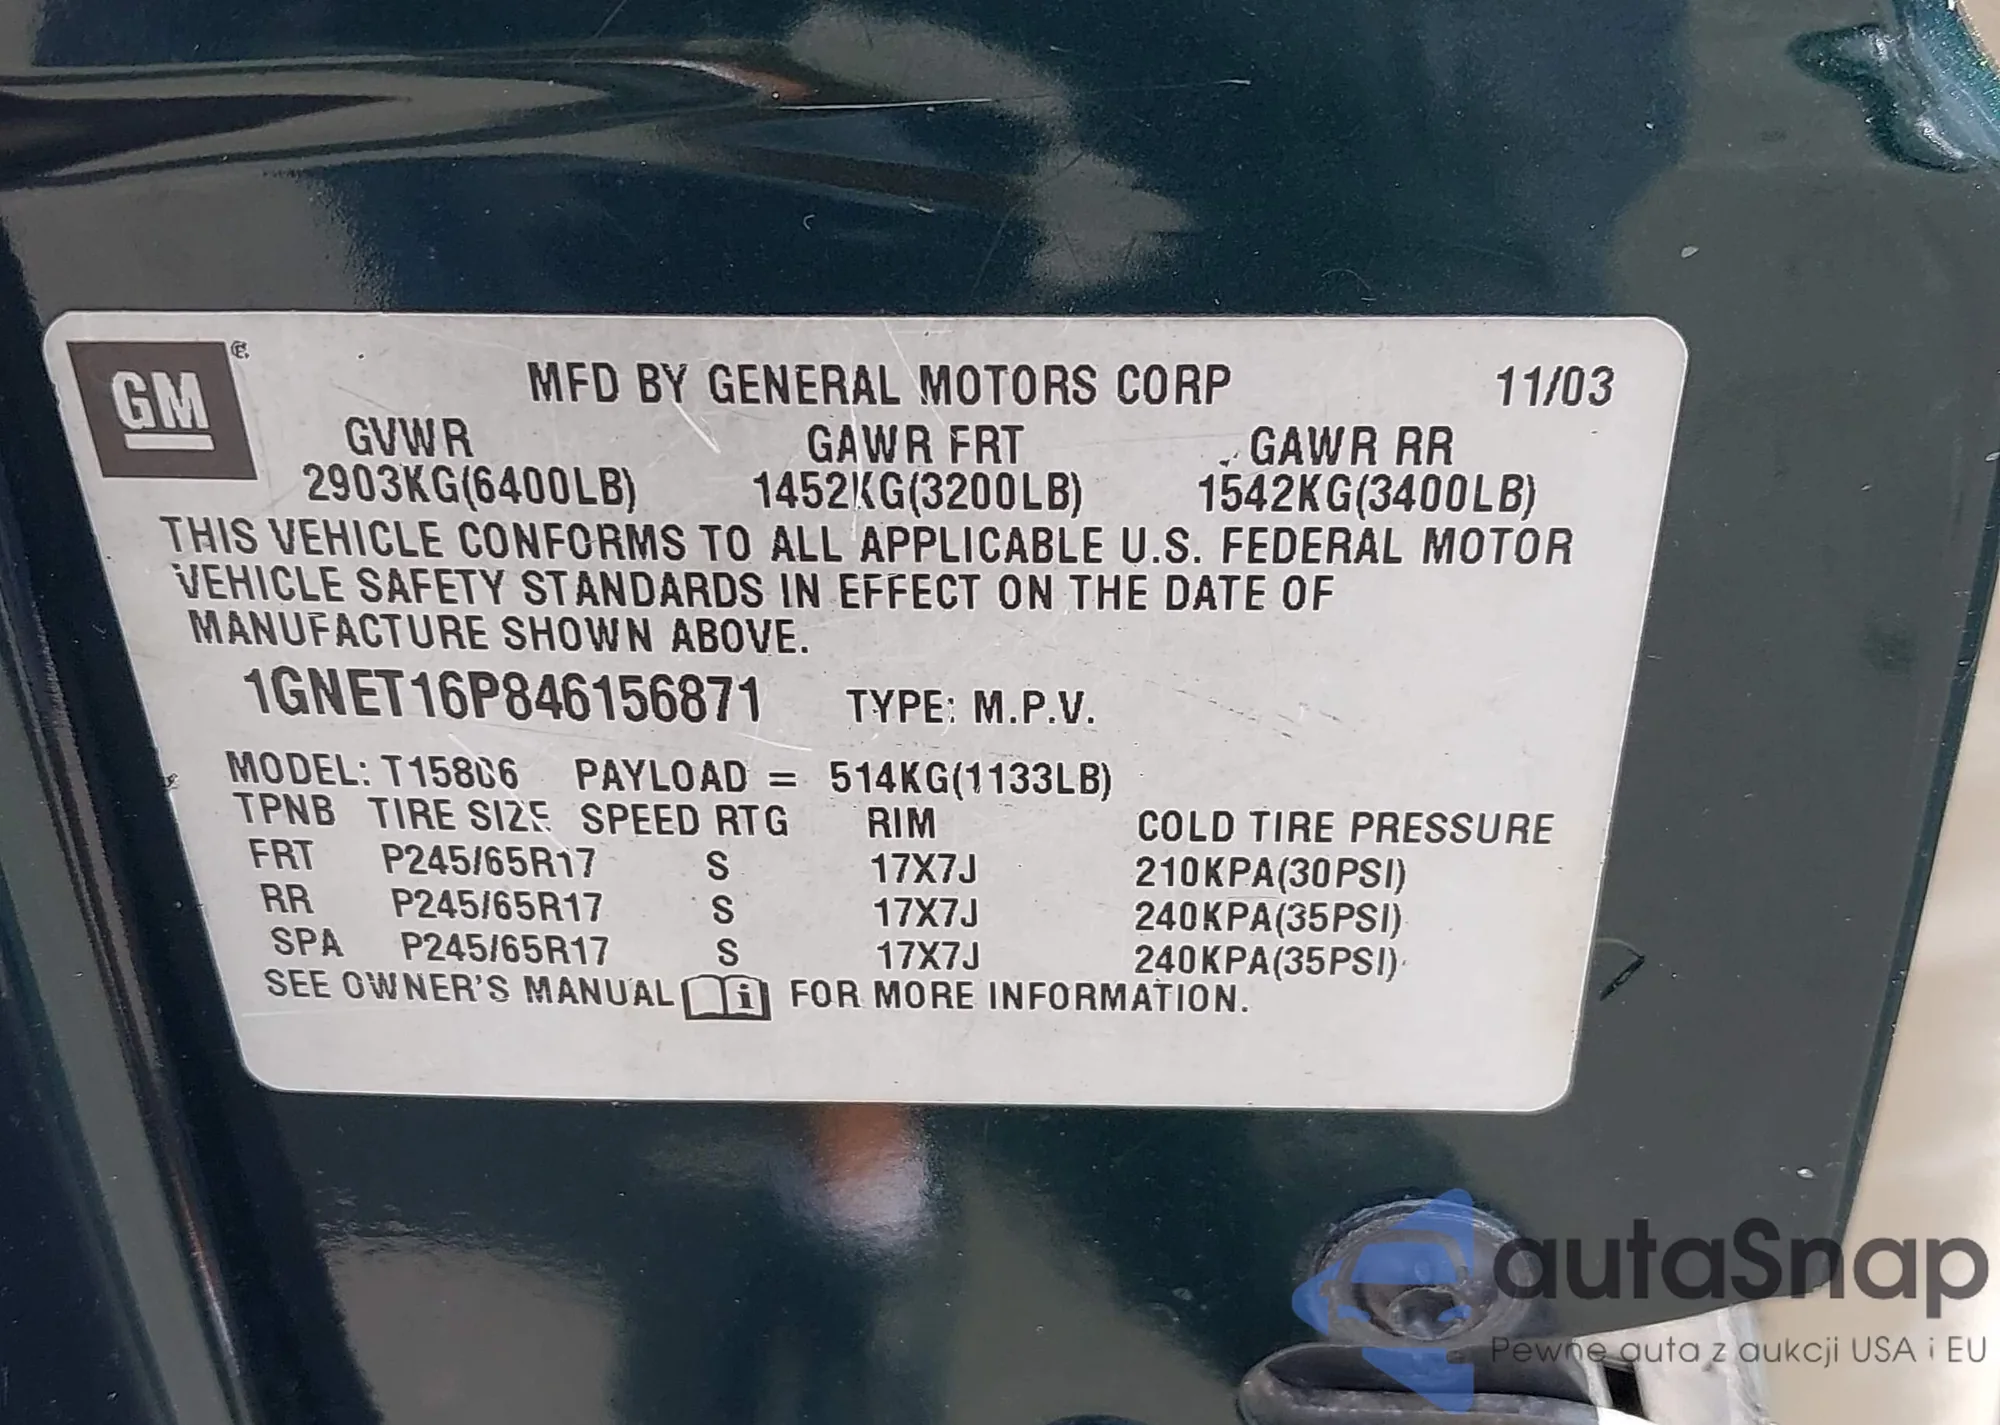 GM
MFD BY GENERAL MOTORS CORP 11/03
GVWR GAWR FRT GAWR RR
2903KG(6400LB) 1452KG(3200LB) 1542KG(3400LB)
THIS VEHICLE CONFORMS TO ALL APPLICABLE U.S. FEDERAL MOTOR
VEHICLE SAFETY STANDARDS IN EFFECT ON THE DATE OF
MANUFACTURE SHOWN ABOVE.
1GNET16P846156871 TYPE: M.P.V.
MODEL: T15806 PAYLOAD = 514KG(1133LB)
TPNB TIRE SIZE SPEED RTG RIM COLD TIRE PRESSURE
FRT P245/65R17 S 17X7J 210KPA(30PSI)
RR P245/65R17 S 17X7J 240KPA(35PSI)
SPA P245/65R17 S 17X7J 240KPA(35PSI)
SEE OWNER'S MANUAL i FOR MORE INFORMATION.
autaSnap
Pewne auta z aukcji USA i EU